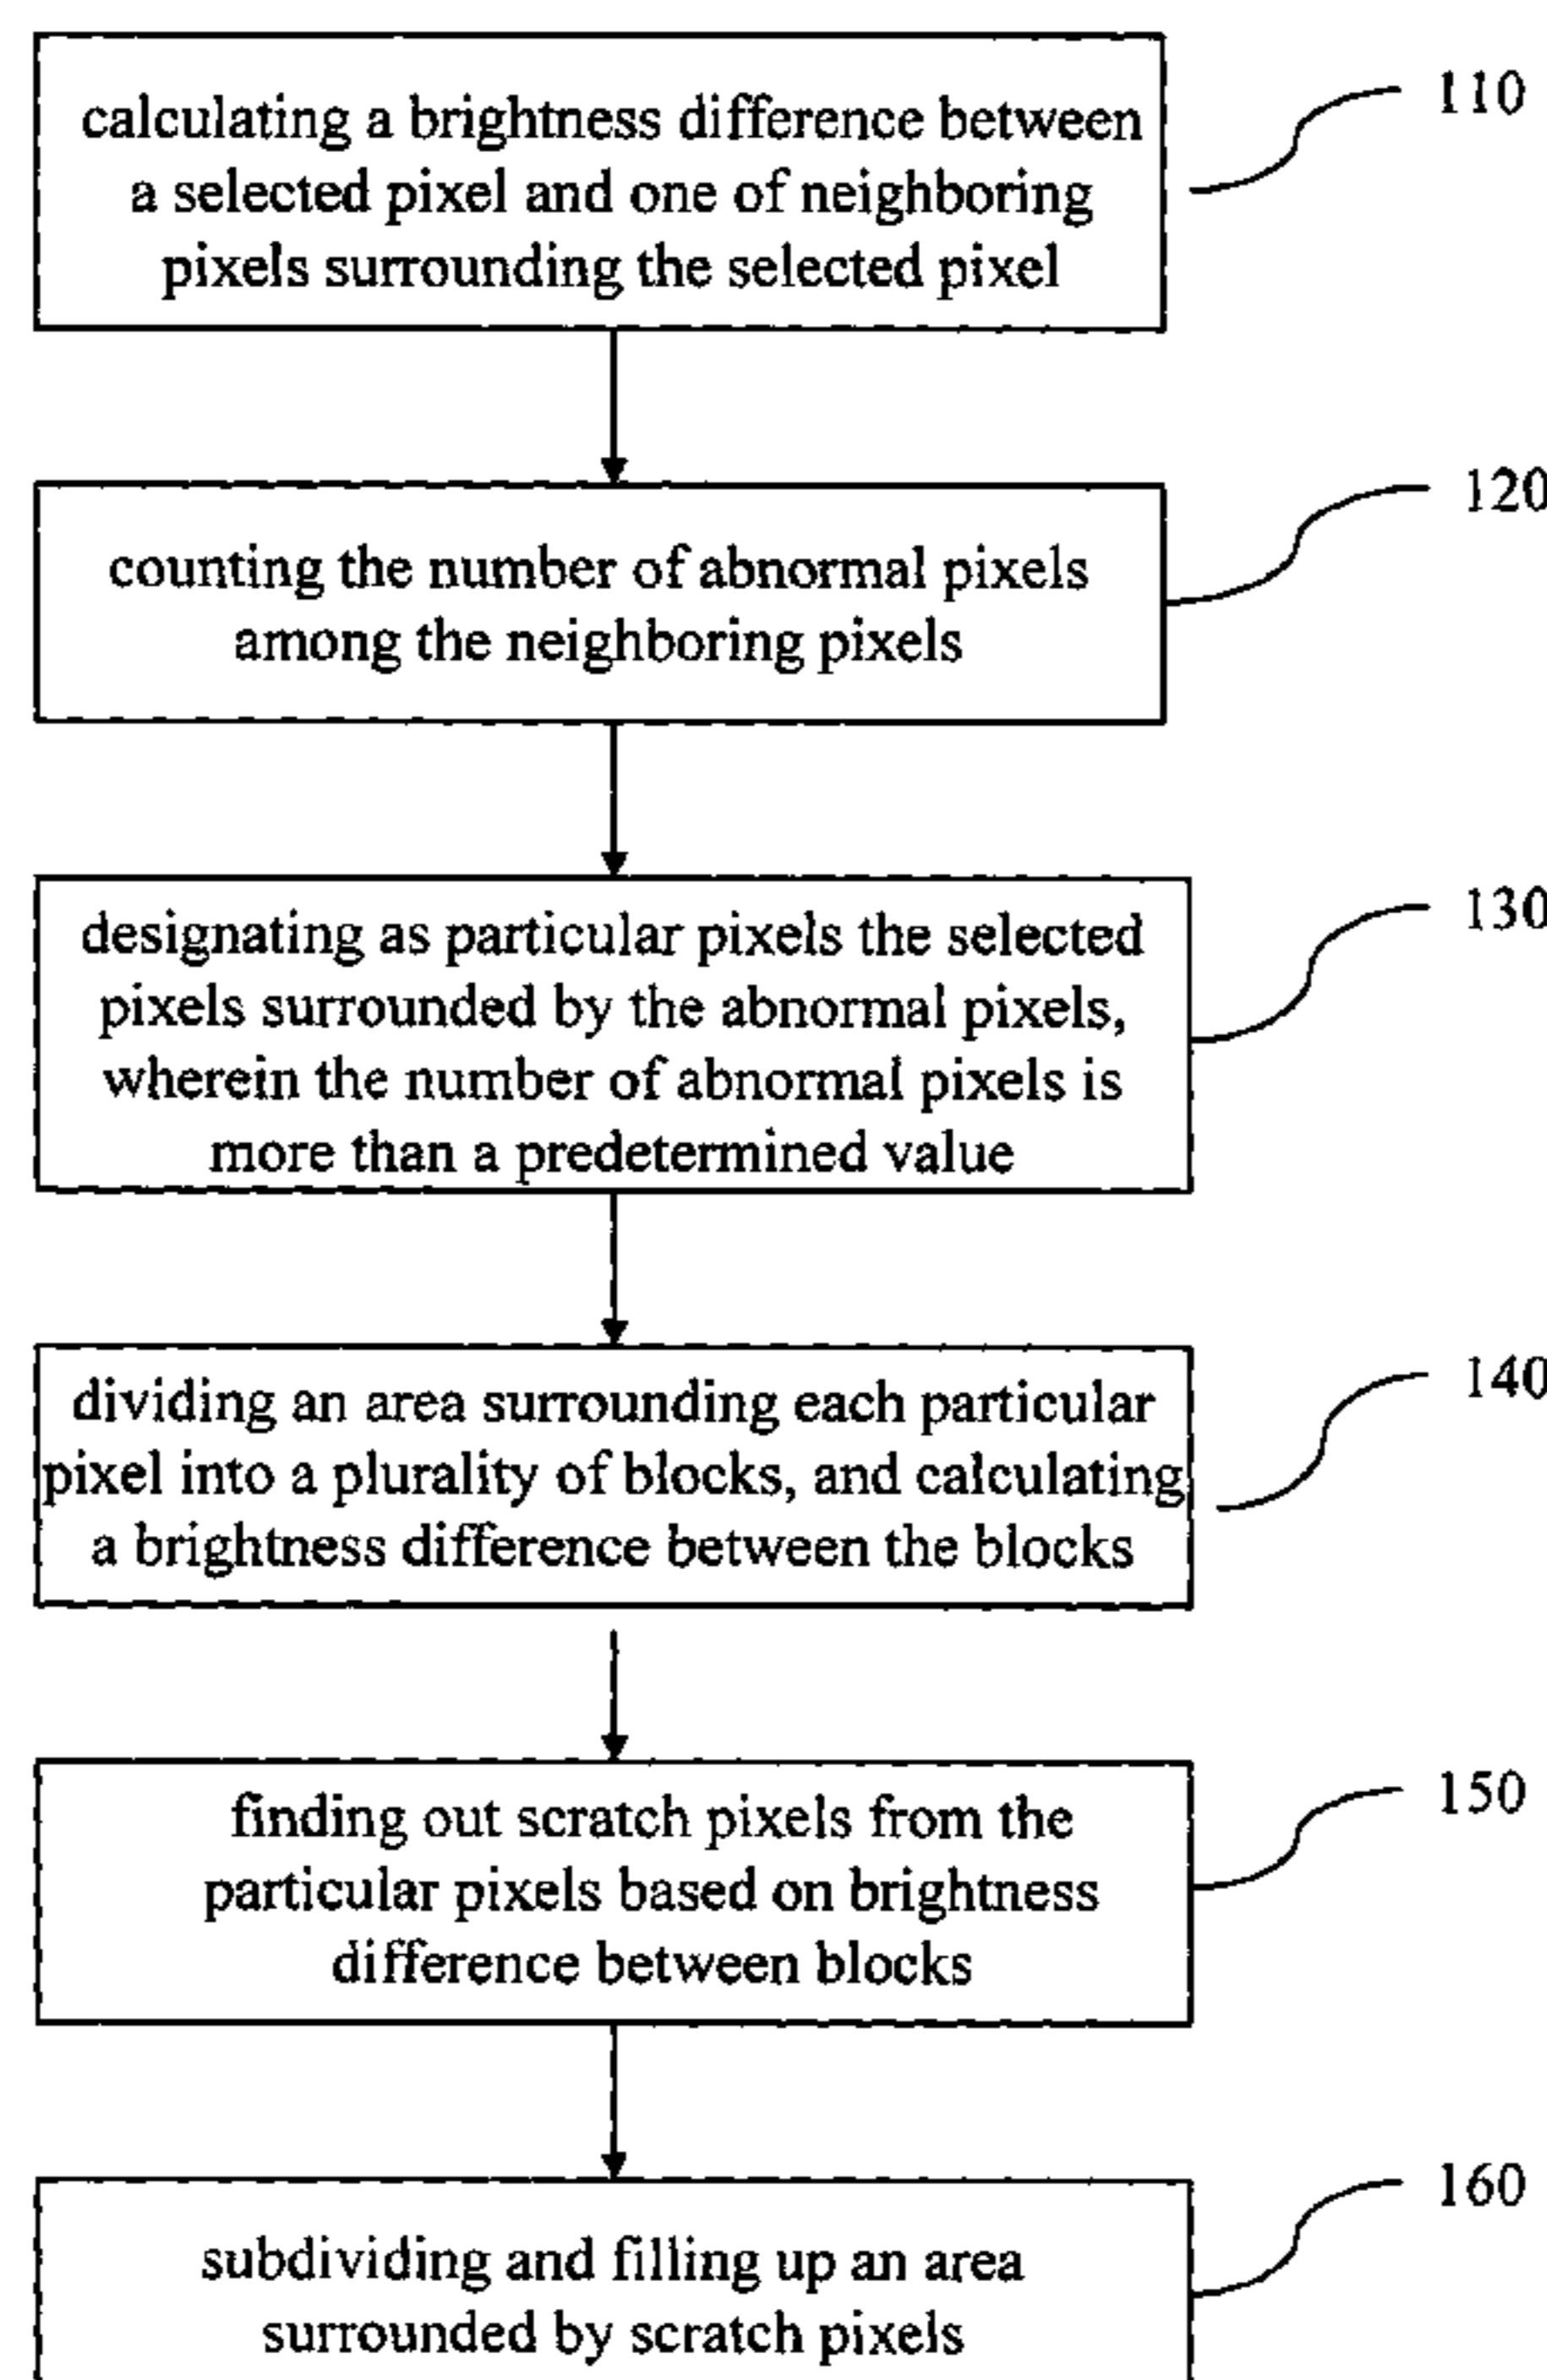 calculating a brightness difference between
a selected pixel and one of neighboring
pixels surrounding the selected pixel
110
counting the number of abnormal pixels
among the neighboring pixels
120
designating as particular pixels the selected
pixels surrounded by the abnormal pixels,
wherein the number of abnormal pixels is
more than a predetermined value
130
dividing an area surrounding each particular
pixel into a plurality of blocks, and calculating
a brightness difference between the blocks
140
finding out scratch pixels from the
particular pixels based on brightness
difference between blocks
150
subdividing and filling up an area
surrounded by scratch pixels
160